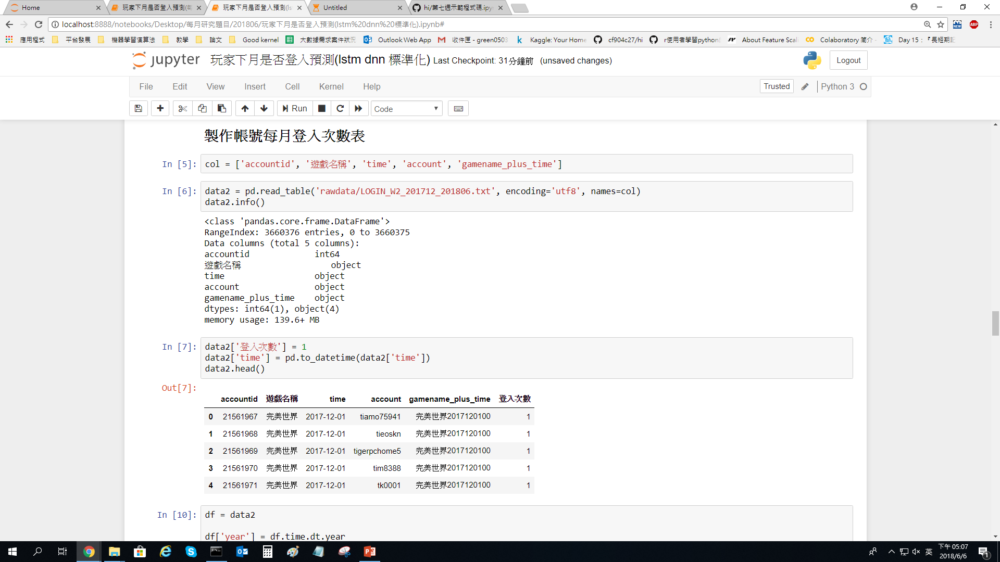 Home
玩家下月是否登入預測(每
玩家下月是否登入預測(ls
Untitled
hi/第七週示範程式碼.ipy
localhost:8888/notebooks/Desktop/每月研究題目/201806/玩家下月是否登入預測(lstm%20dnn%20標準化).ipynb#
應用程式 平台發展 機器學習演算法 教學 論文 Good kernel 大數據需求案件狀況 Outlook Web App 收件匣 - green0503 Kaggle: Your Home cf904c27/hi r使用者學習python About Feature Scali Colaboratory 簡介 - Day 15：『長短期記
jupyter 玩家下月是否登入預測(lstm dnn 標準化) Last Checkpoint: 31分鐘前 (unsaved changes)
Logout
File Edit View Insert Cell Kernel Help
Trusted Python 3
Run Code
製作帳號每月登入次數表
In [5]: col = ['accountid', '遊戲名稱', 'time', 'account', 'gamename_plus_time']
In [6]: data2 = pd.read_table('rawdata/LOGIN_W2_201712_201806.txt', encoding='utf8', names=col)
data2.info()
<class 'pandas.core.frame.DataFrame'>
RangeIndex: 3660376 entries, 0 to 3660375
Data columns (total 5 columns):
accountid int64
遊戲名稱 object
time object
account object
gamename_plus_time object
dtypes: int64(1), object(4)
memory usage: 139.6+ MB
In [7]: data2['登入次數'] = 1
data2['time'] = pd.to_datetime(data2['time'])
data2.head()
Out[7]:
accountid 遊戲名稱 time account gamename_plus_time 登入次數
0 21561967 完美世界 2017-12-01 tiamo75941 完美世界2017120100 1
1 21561968 完美世界 2017-12-01 tieoskn 完美世界2017120100 1
2 21561969 完美世界 2017-12-01 tigerpchome5 完美世界2017120100 1
3 21561970 完美世界 2017-12-01 tim8388 完美世界2017120100 1
4 21561971 完美世界 2017-12-01 tk0001 完美世界2017120100 1
In [10]: df = data2
df['year'] = df.time.dt.year
英
下午 05:07
2018/6/6
1